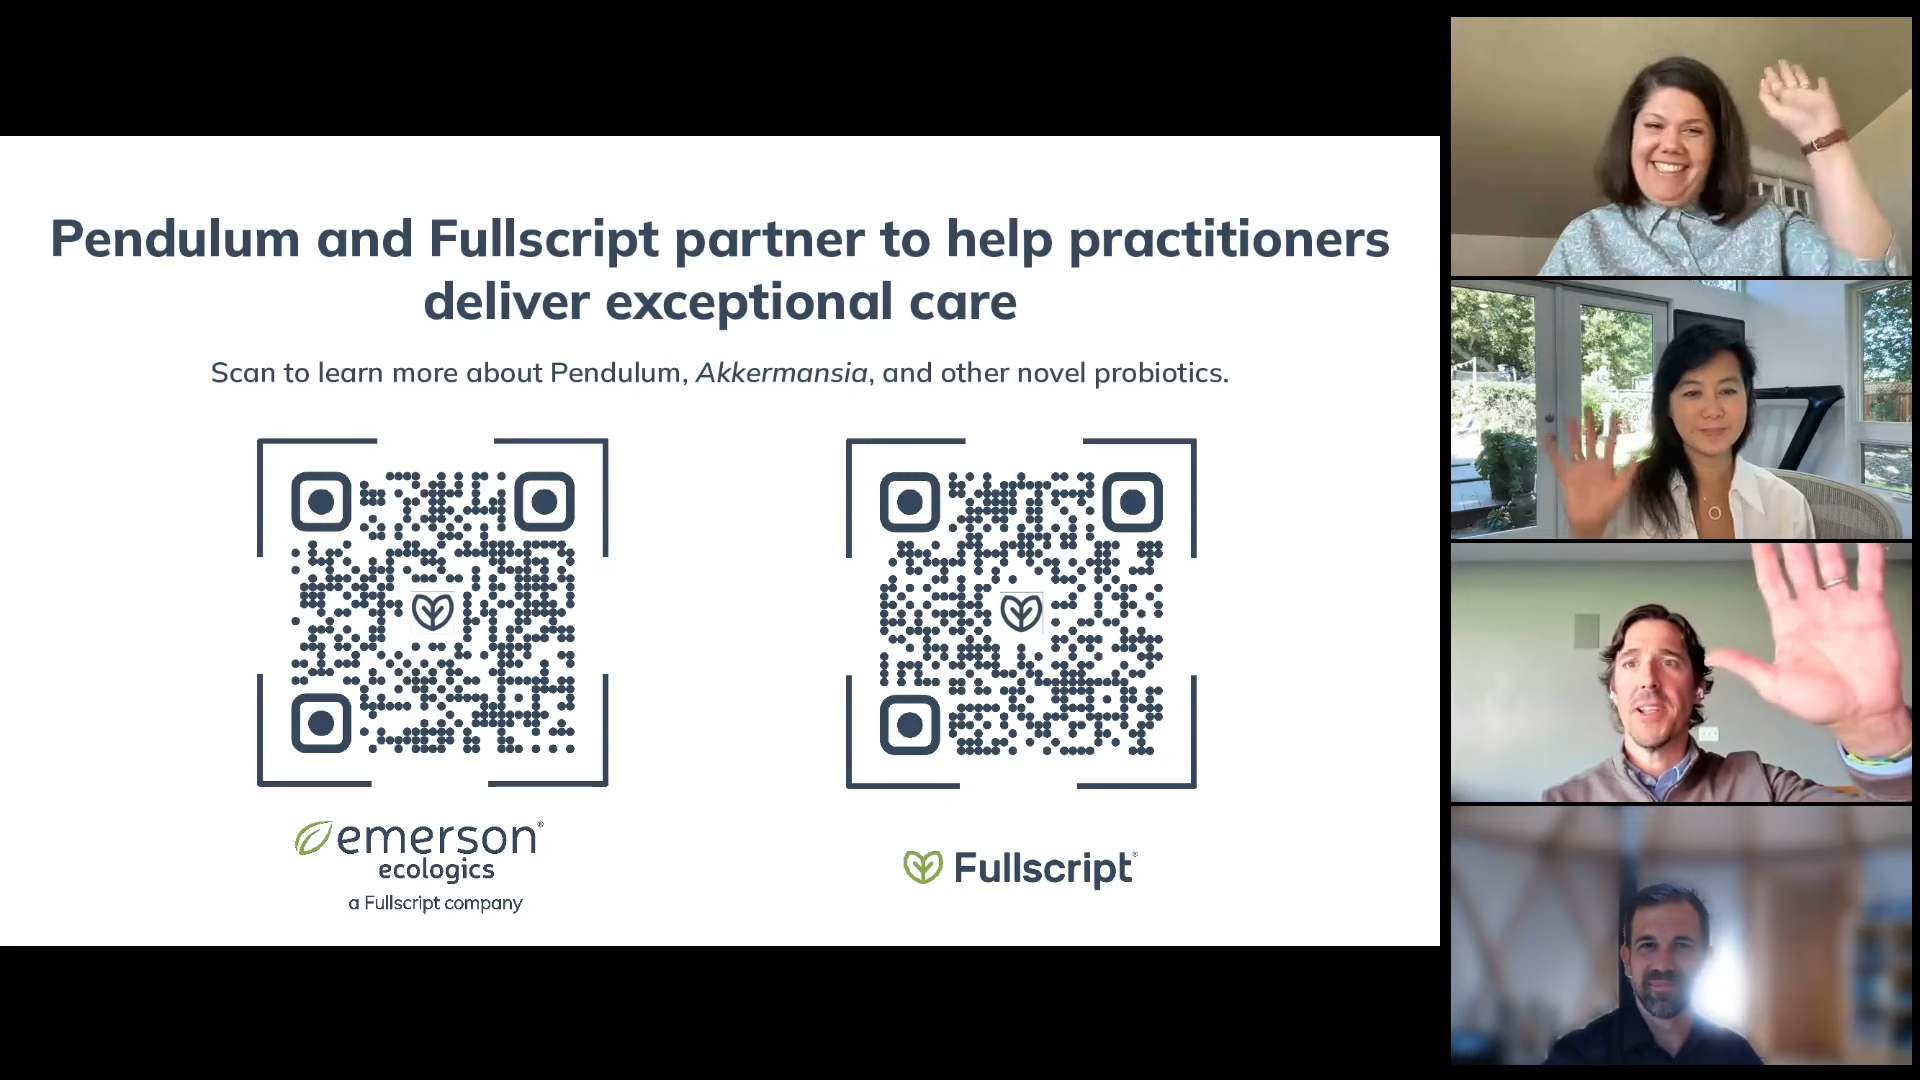 Pendulum and Fullscript partner to help practitioners
deliver exceptional care
Scan to learn more about Pendulum, Akkermansia, and other novel probiotics.
emerson®
ecologics
a Fullscript company
Fullscript®